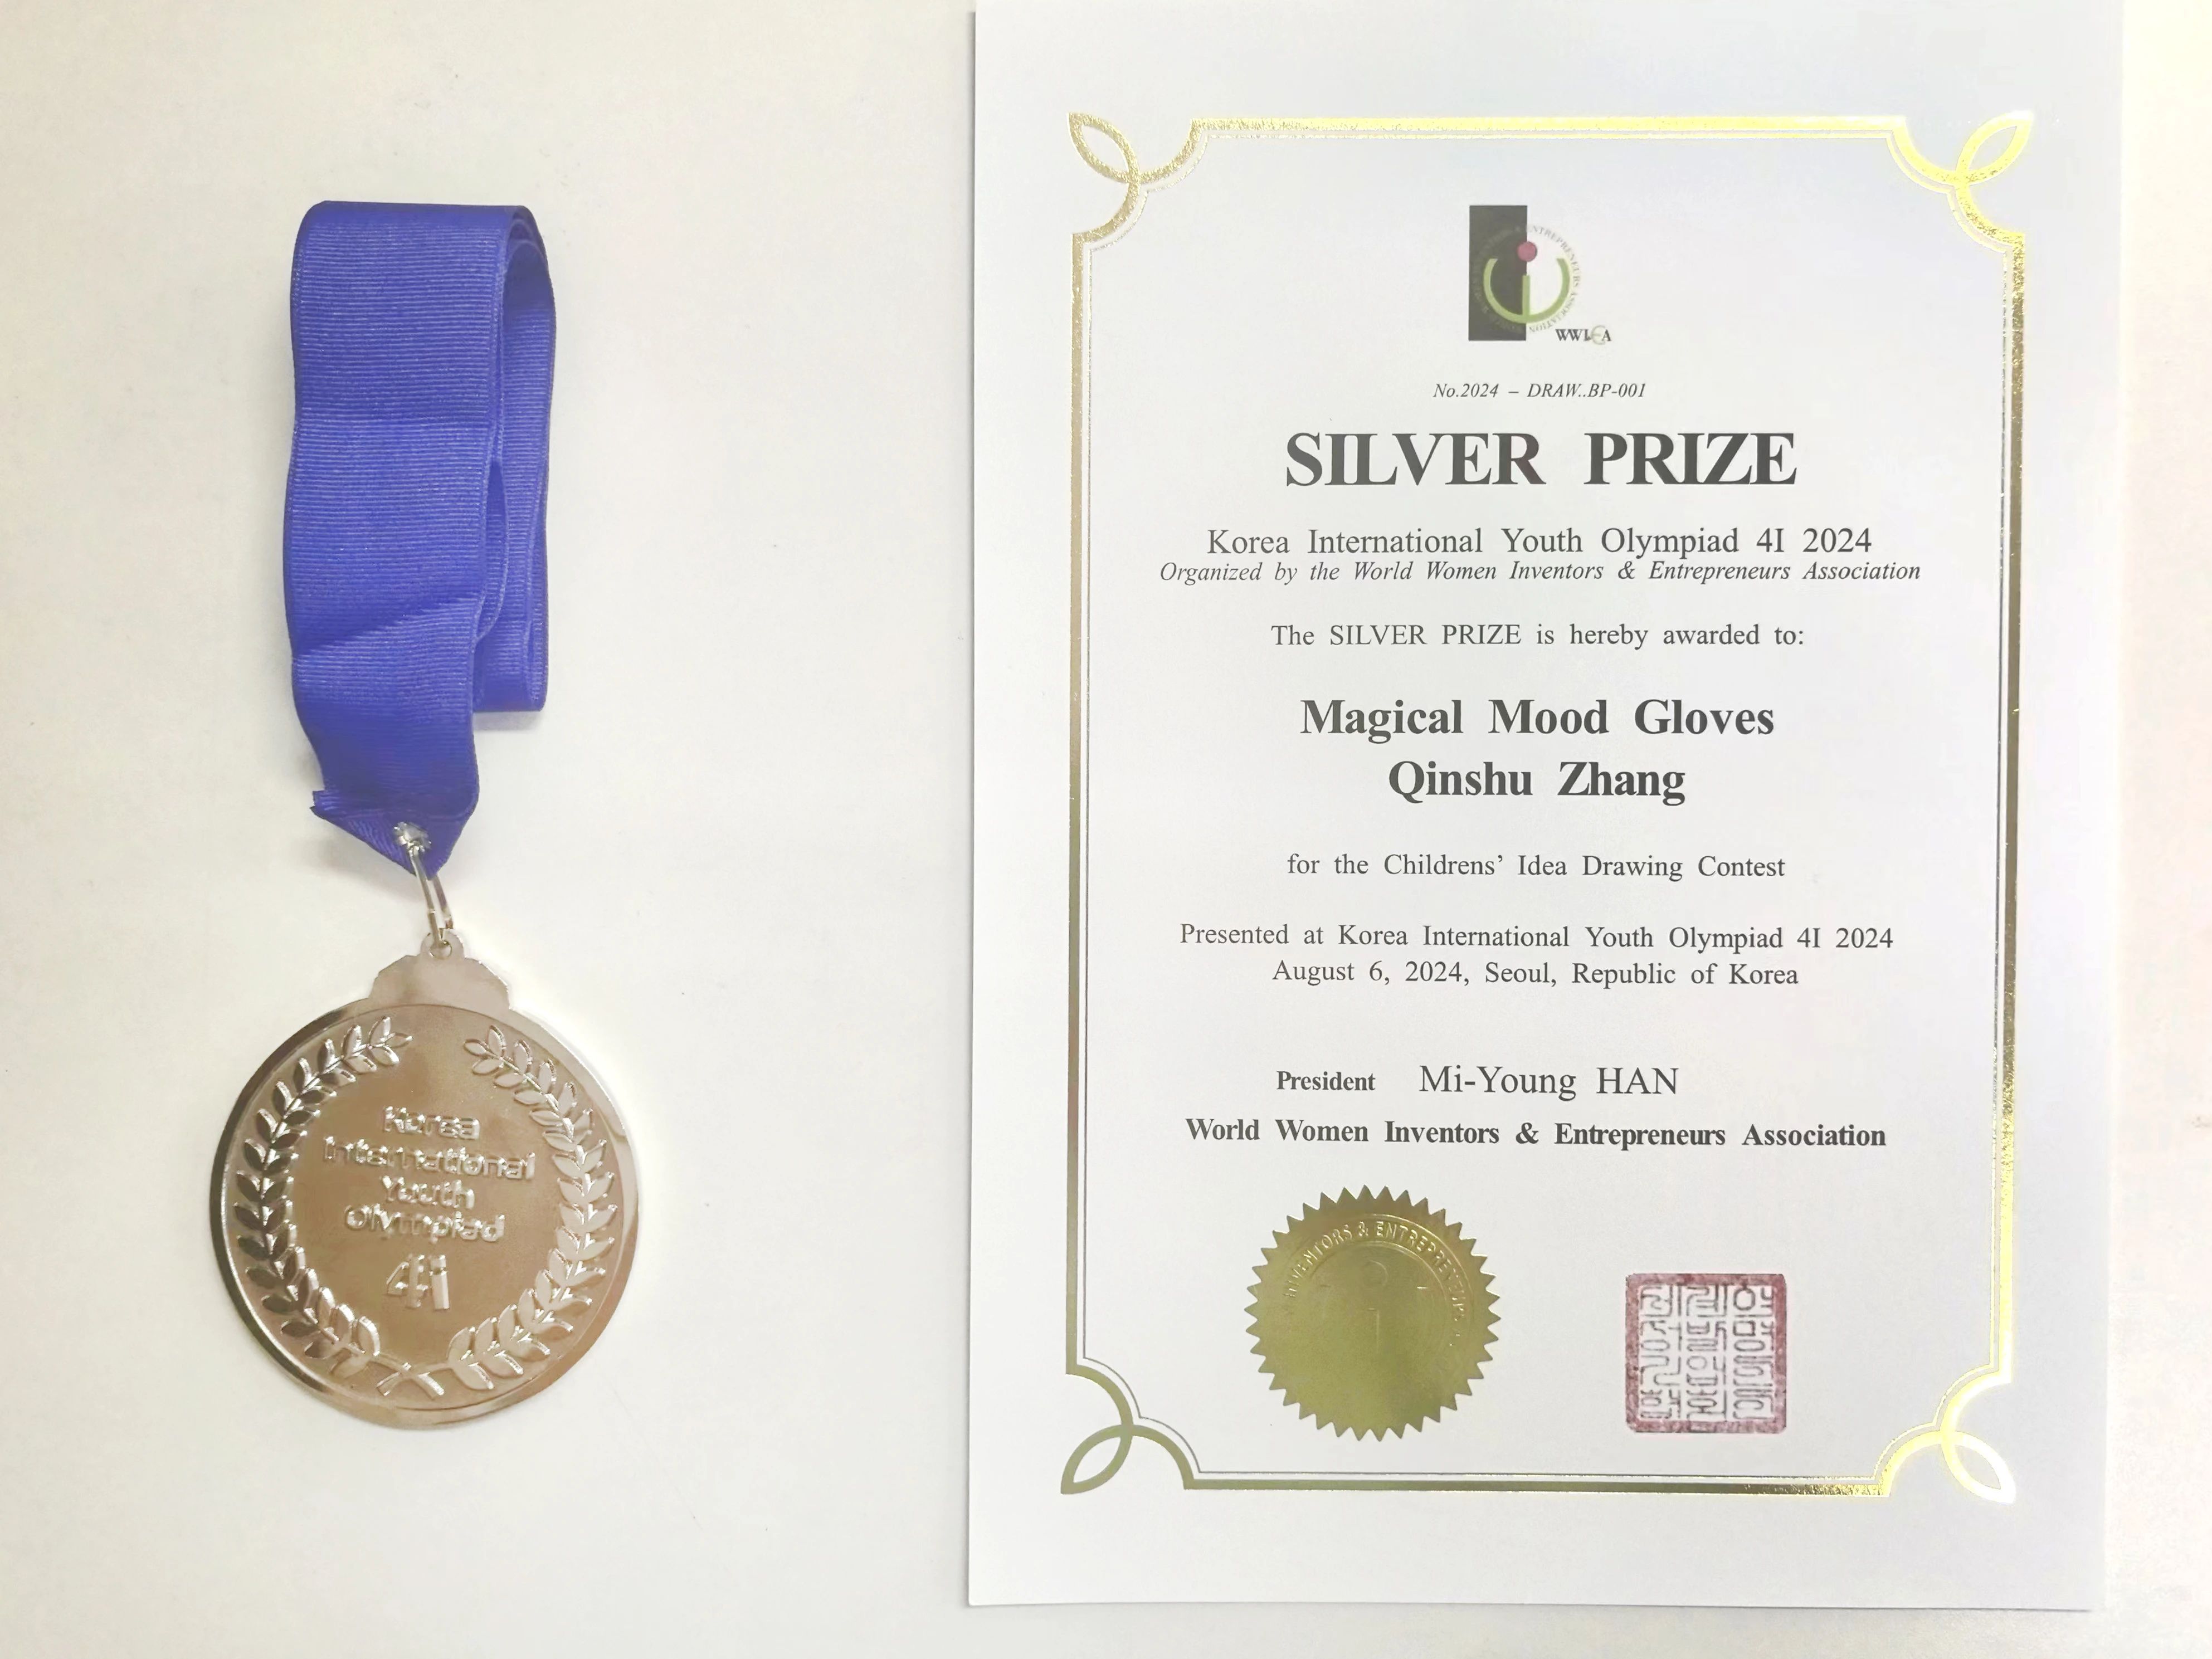 Korea
International
Youth
Olympiad
4i
WWIEA
No.2024 – DRAW..BP-001
SILVER PRIZE
Korea International Youth Olympiad 4I 2024
Organized by the World Women Inventors & Entrepreneurs Association
The SILVER PRIZE is hereby awarded to:
Magical Mood Gloves
Qinshu Zhang
for the Childrens’ Idea Drawing Contest
Presented at Korea International Youth Olympiad 4I 2024
August 6, 2024, Seoul, Republic of Korea
President Mi-Young HAN
World Women Inventors & Entrepreneurs Association
INVENTORS & ENTREPRENEURS